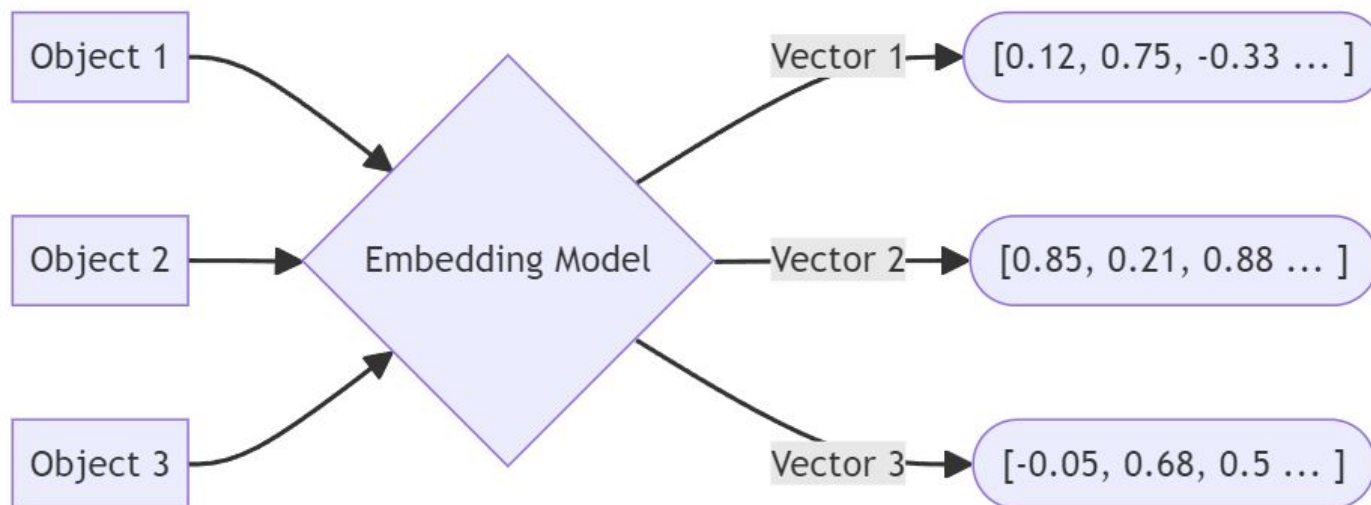 Object 1
Vector 1
[0.12, 0.75, -0.33 ... ]
Object 2
Embedding Model
Vector 2
[0.85, 0.21, 0.88 ... ]
Object 3
Vector 3
[-0.05, 0.68, 0.5 ... ]